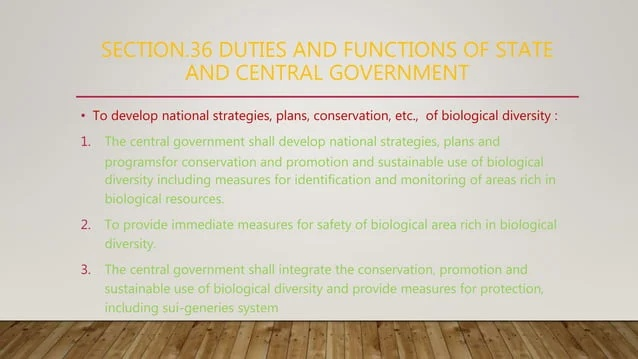 SECTION.36 DUTIES AND FUNCTIONS OF STATE
AND CENTRAL GOVERNMENT
• To develop national strategies, plans, conservation, etc., of biological diversity :
1. The central government shall develop national strategies, plans and
programsfor conservation and promotion and sustainable use of biological
diversity including measures for identification and monitoring of areas rich in
biological resources.
2. To provide immediate measures for safety of biological area rich in biological
diversity.
3. The central government shall integrate the conservation, promotion and
sustainable use of biological diversity and provide measures for protection,
including sui-generies system